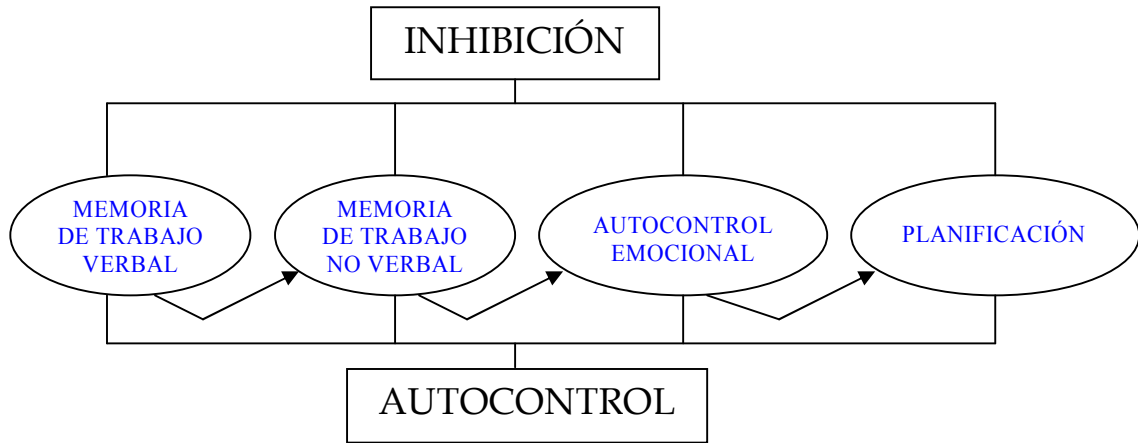 INHIBICIÓN
MEMORIA
DE TRABAJO
VERBAL
MEMORIA
DE TRABAJO
NO VERBAL
AUTOCONTROL
EMOCIONAL
PLANIFICACIÓN
AUTOCONTROL